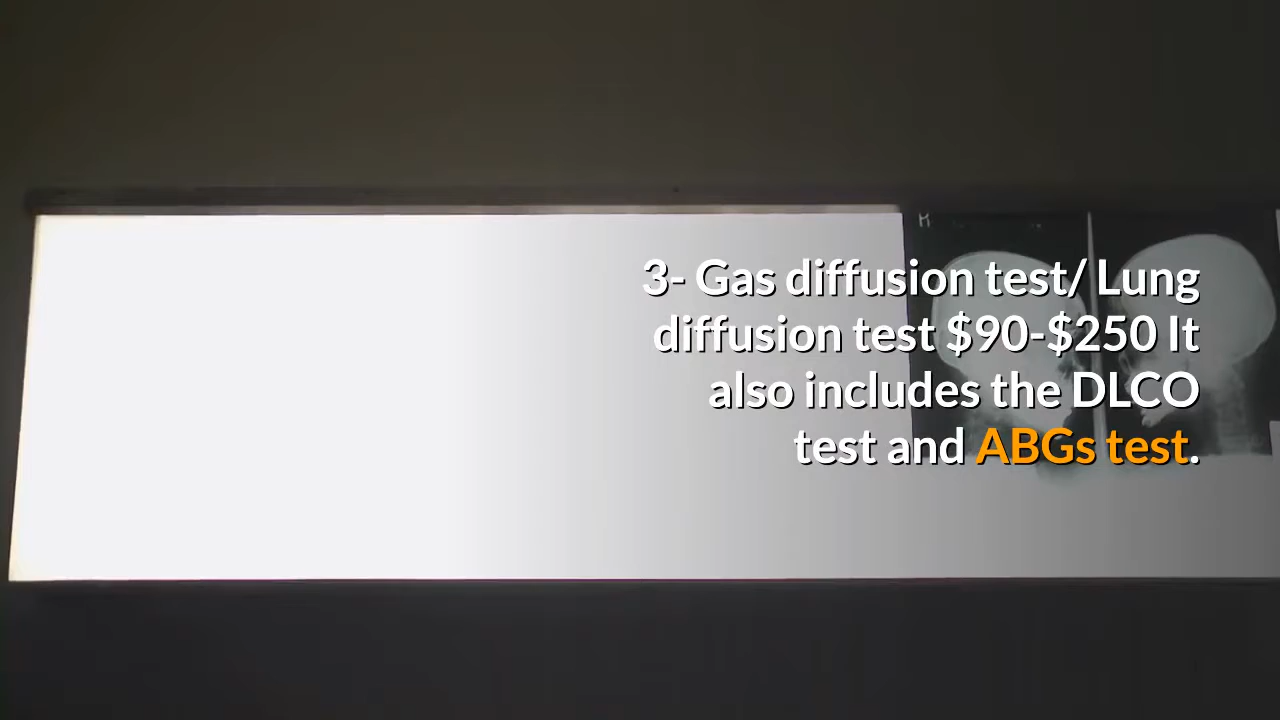 R
3- Gas diffusion test/ Lung
diffusion test $90-$250 It
also includes the DLCO
test and ABGs test.